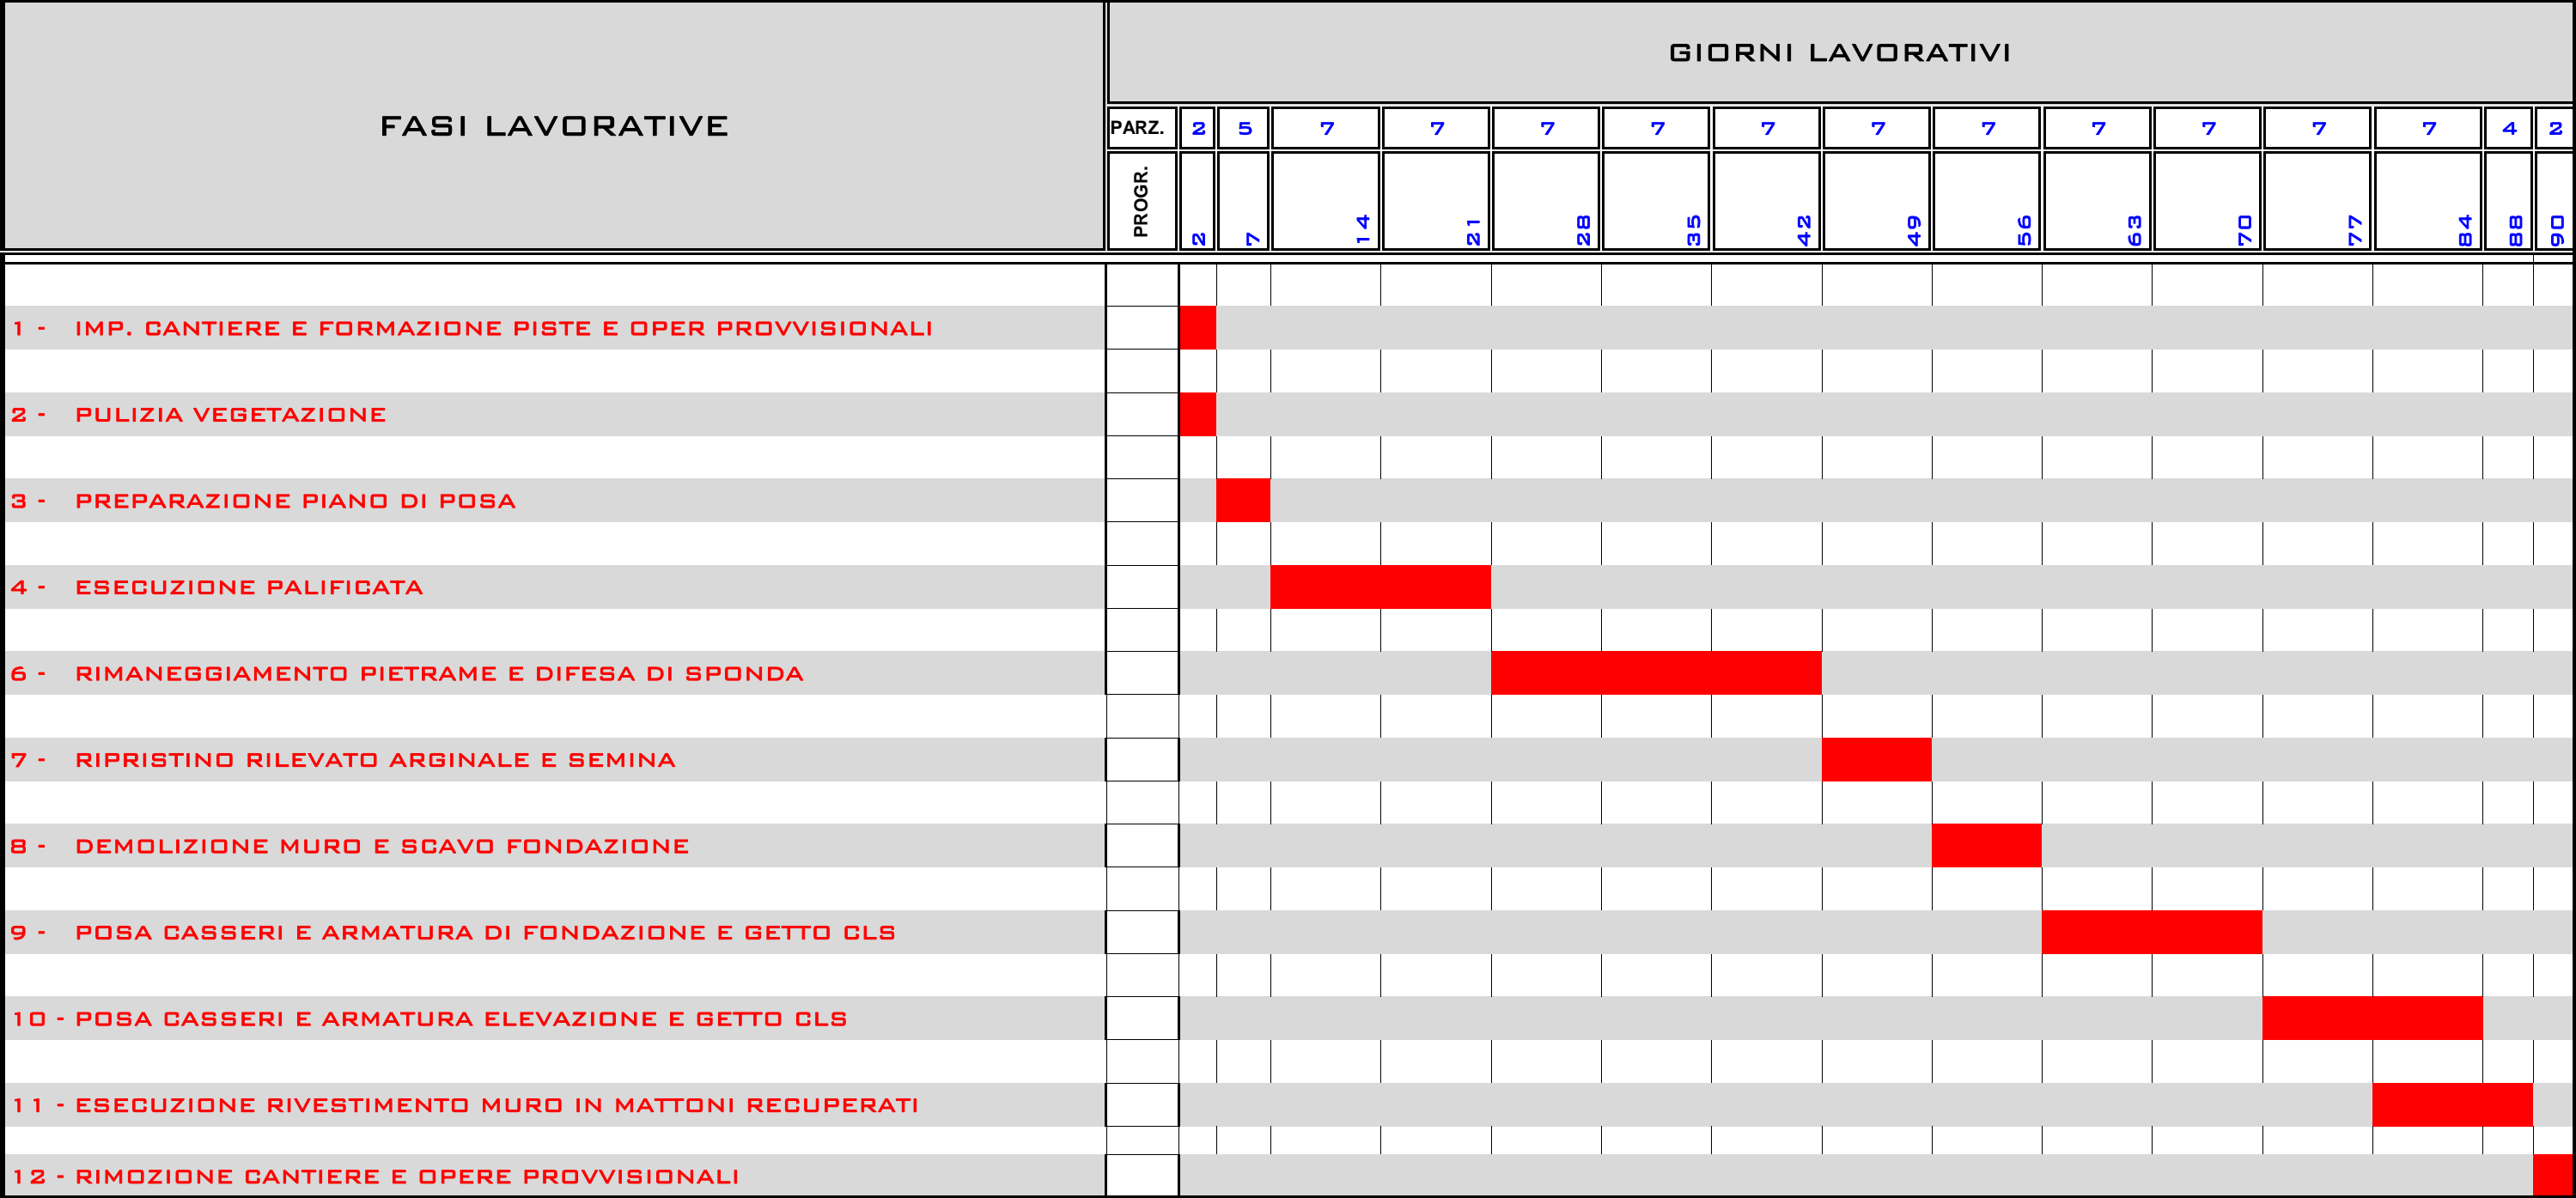 GIORNI LAVORATIVI
FASI LAVORATIVE
PARZ. 2 5 7 7 7 7 7 7 7 7 7 7 7 4 2
PROGR. 2 7 14 21 28 35 42 49 56 63 70 77 84 88 90
1 - IMP. CANTIERE E FORMAZIONE PISTE E OPER PROVVISIONALI
2 - PULIZIA VEGETAZIONE
3 - PREPARAZIONE PIANO DI POSA
4 - ESECUZIONE PALIFICATA
6 - RIMANEGGIAMENTO PIETRAME E DIFESA DI SPONDA
7 - RIPRISTINO RILEVATO ARGINALE E SEMINA
8 - DEMOLIZIONE MURO E SCAVO FONDAZIONE
9 - POSA CASSERI E ARMATURA DI FONDAZIONE E GETTO CLS
10 - POSA CASSERI E ARMATURA ELEVAZIONE E GETTO CLS
11 - ESECUZIONE RIVESTIMENTO MURO IN MATTONI RECUPERATI
12 - RIMOZIONE CANTIERE E OPERE PROVVISIONALI